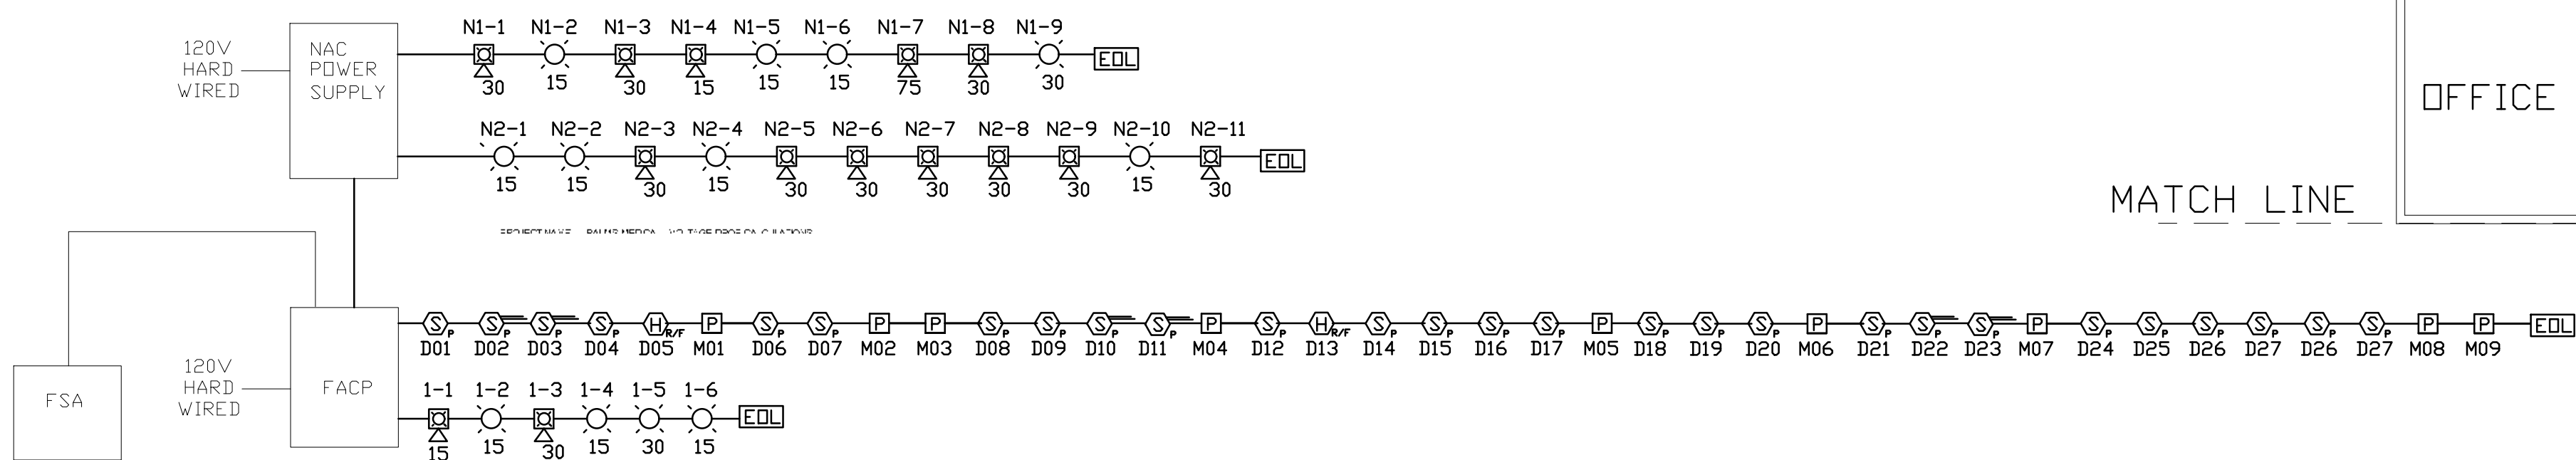 N1-1 N1-2 N1-3 N1-4 N1-5 N1-6 N1-7 N1-8 N1-9
120V
HARD
WIRED
NAC
POWER
SUPPLY
EOL
30 15 30 15 15 15 75 30 30
OFFICE
N2-1 N2-2 N2-3 N2-4 N2-5 N2-6 N2-7 N2-8 N2-9 N2-10 N2-11
EOL
15 15 30 15 30 30 30 30 30 15 30
MATCH LINE
S P S P S P S P H R/F P S P S P P P S P S P S P S P P S P H R/F S P S P S P S P P S P S P S P P S P S P S P P S P S P S P S P S P S P P P EOL
D01 D02 D03 D04 D05 M01 D06 D07 M02 M03 D08 D09 D10 D11 M04 D12 D13 D14 D15 D16 D17 M05 D18 D19 D20 M06 D21 D22 D23 M07 D24 D25 D26 D27 D26 D27 M08 M09
120V
HARD
WIRED
FACP
FSA
1-1 1-2 1-3 1-4 1-5 1-6
EOL
15 15 30 15 30 15